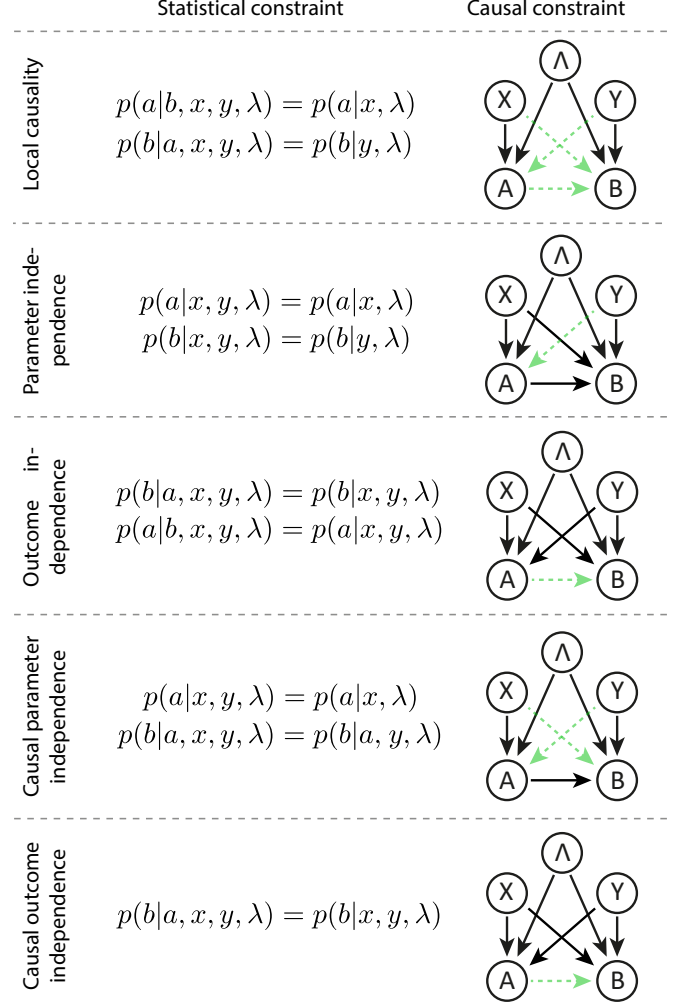 Statistical constraint
Causal constraint
Local causality
p(a|b, x, y, λ) = p(a|x, λ)
p(b|a, x, y, λ) = p(b|y, λ)
Λ
X
Y
A
B
Parameter inde-
pendence
p(a|x, y, λ) = p(a|x, λ)
p(b|x, y, λ) = p(b|y, λ)
Λ
X
Y
A
B
Outcome in-
dependence
p(b|a, x, y, λ) = p(b|x, y, λ)
p(a|b, x, y, λ) = p(a|x, y, λ)
Λ
X
Y
A
B
Causal parameter
independence
p(a|x, y, λ) = p(a|x, λ)
p(b|a, x, y, λ) = p(b|a, y, λ)
Λ
X
Y
A
B
Causal outcome
independence
p(b|a, x, y, λ) = p(b|x, y, λ)
Λ
X
Y
A
B